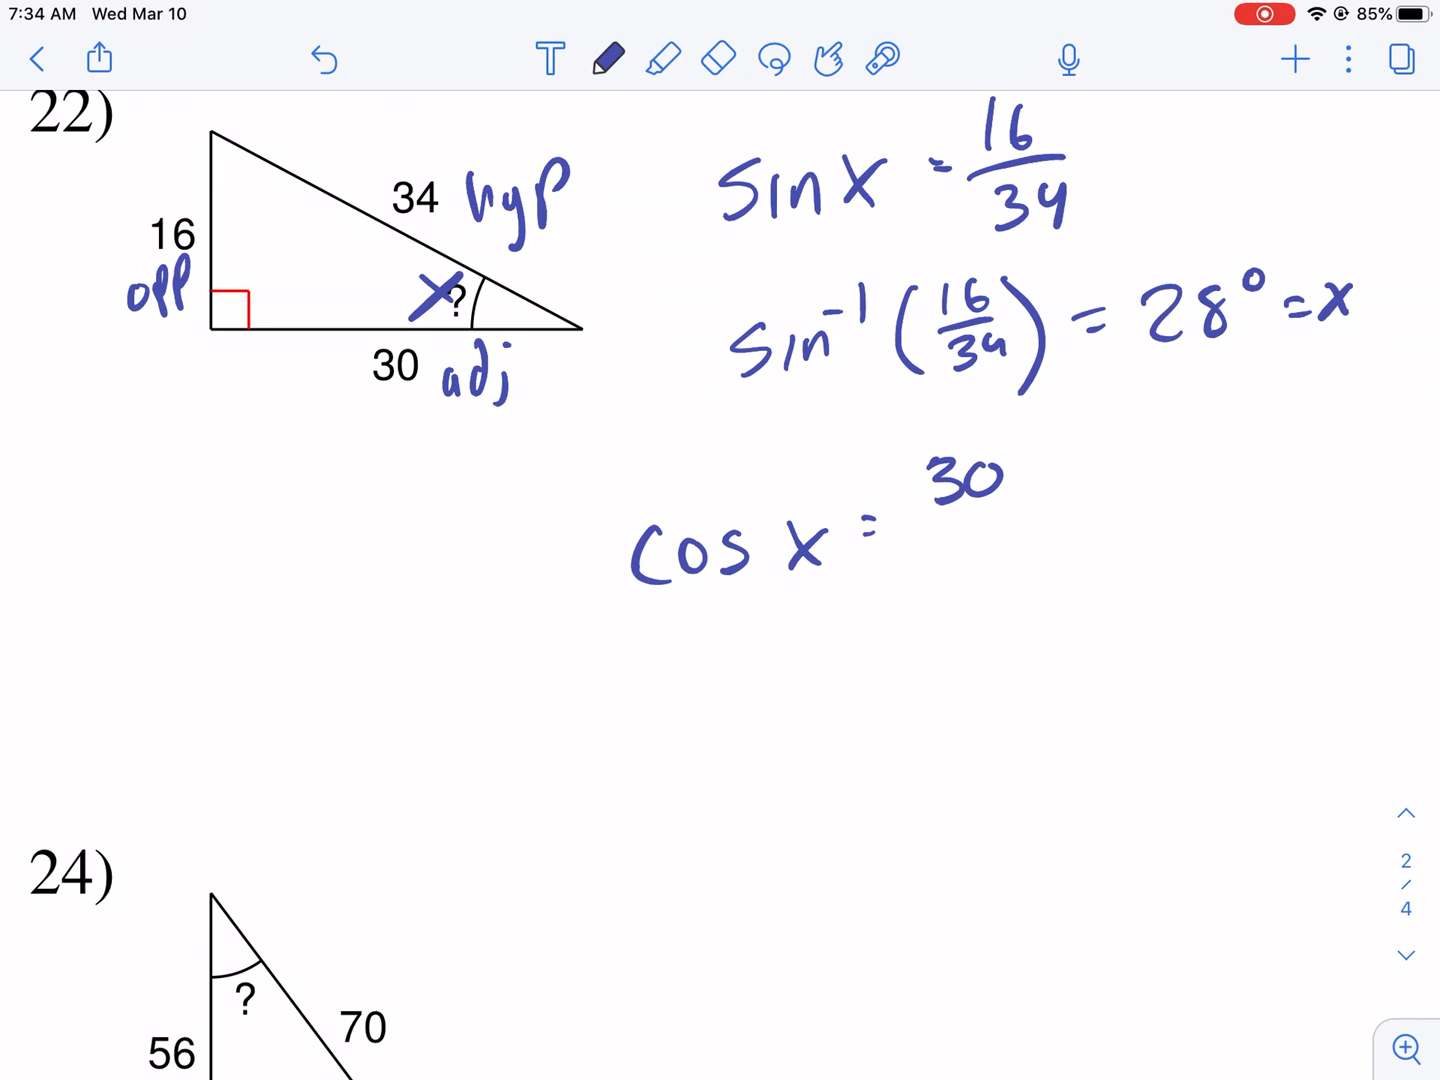 7:34 AM Wed Mar 10
85%
T
22)
16
34
hyp
sin x = 16/34
16
opp
x
?
30
adj
sin⁻¹ (16/34) = 28° = x
cos x = 30
24)
?
56
70
2
/
4